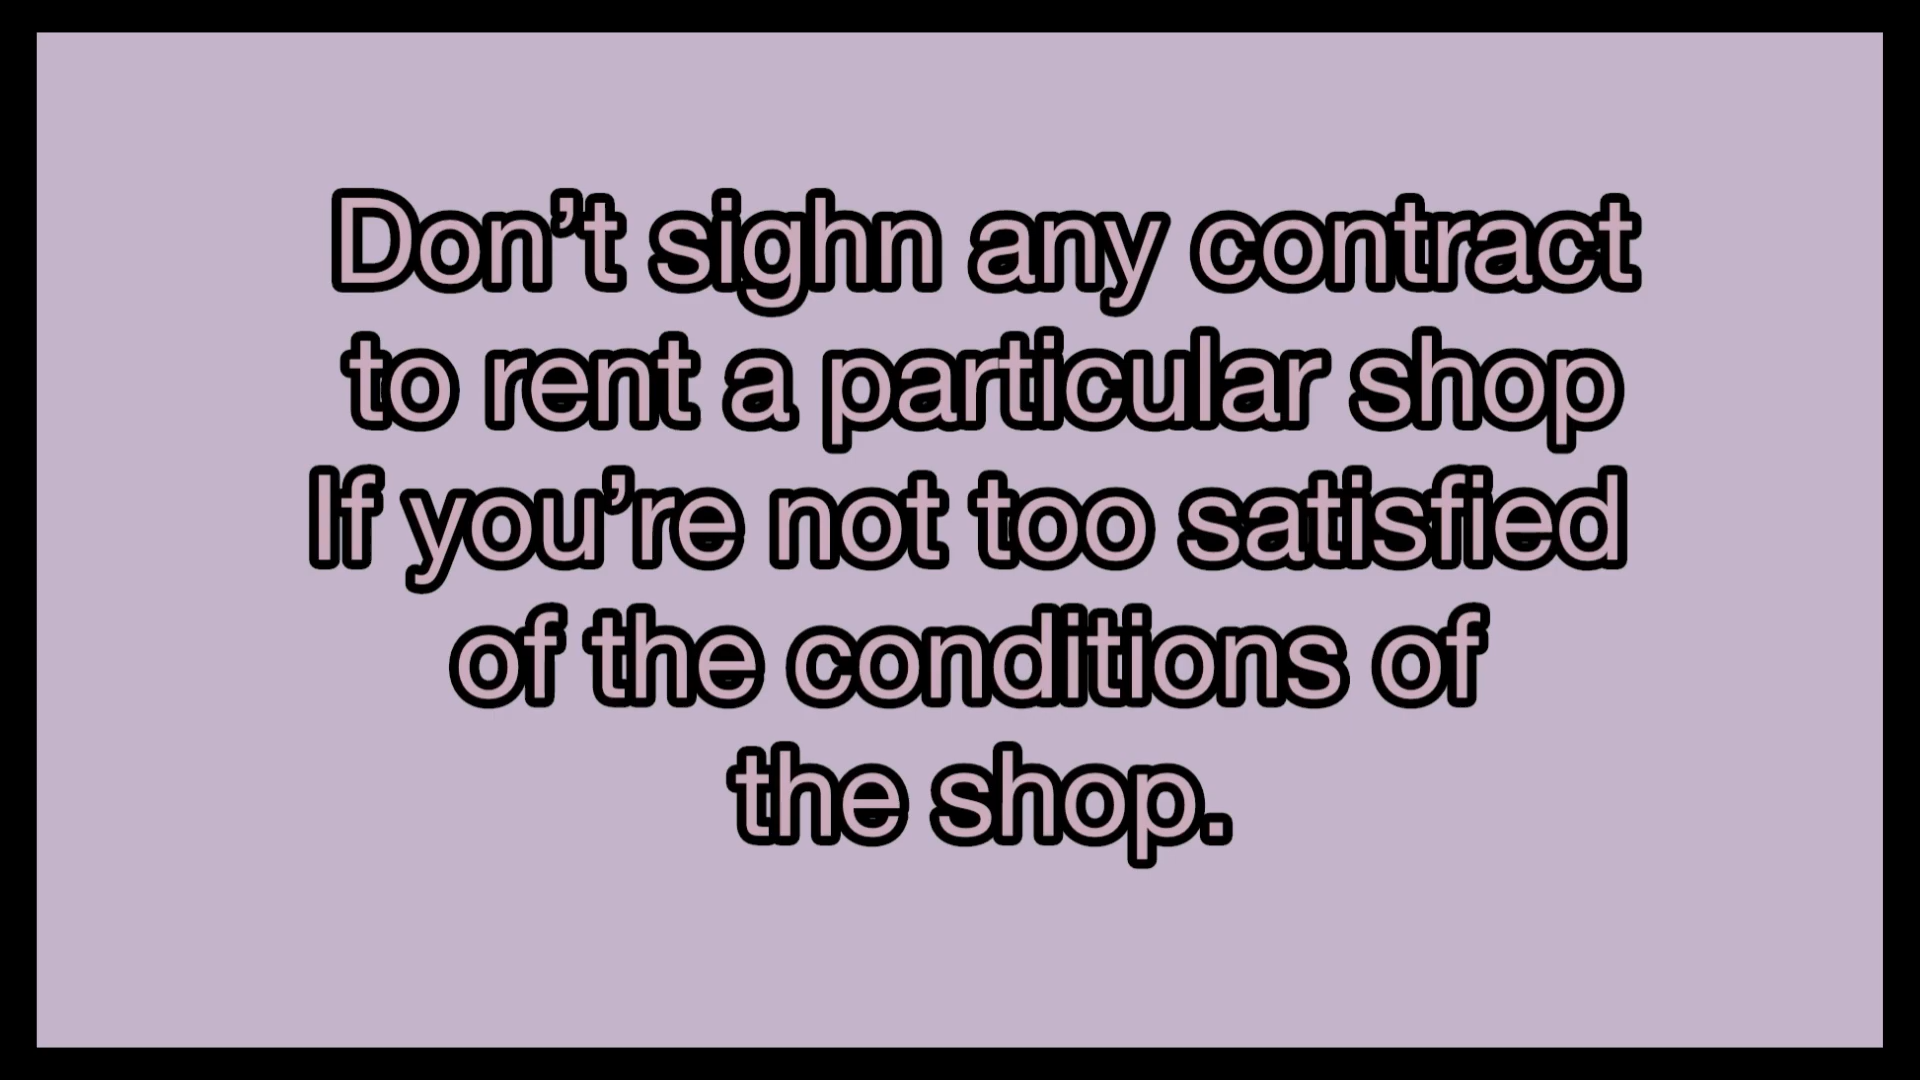 Don’t sighn any contract
to rent a particular shop
If you’re not too satisfied
of the conditions of
the shop.